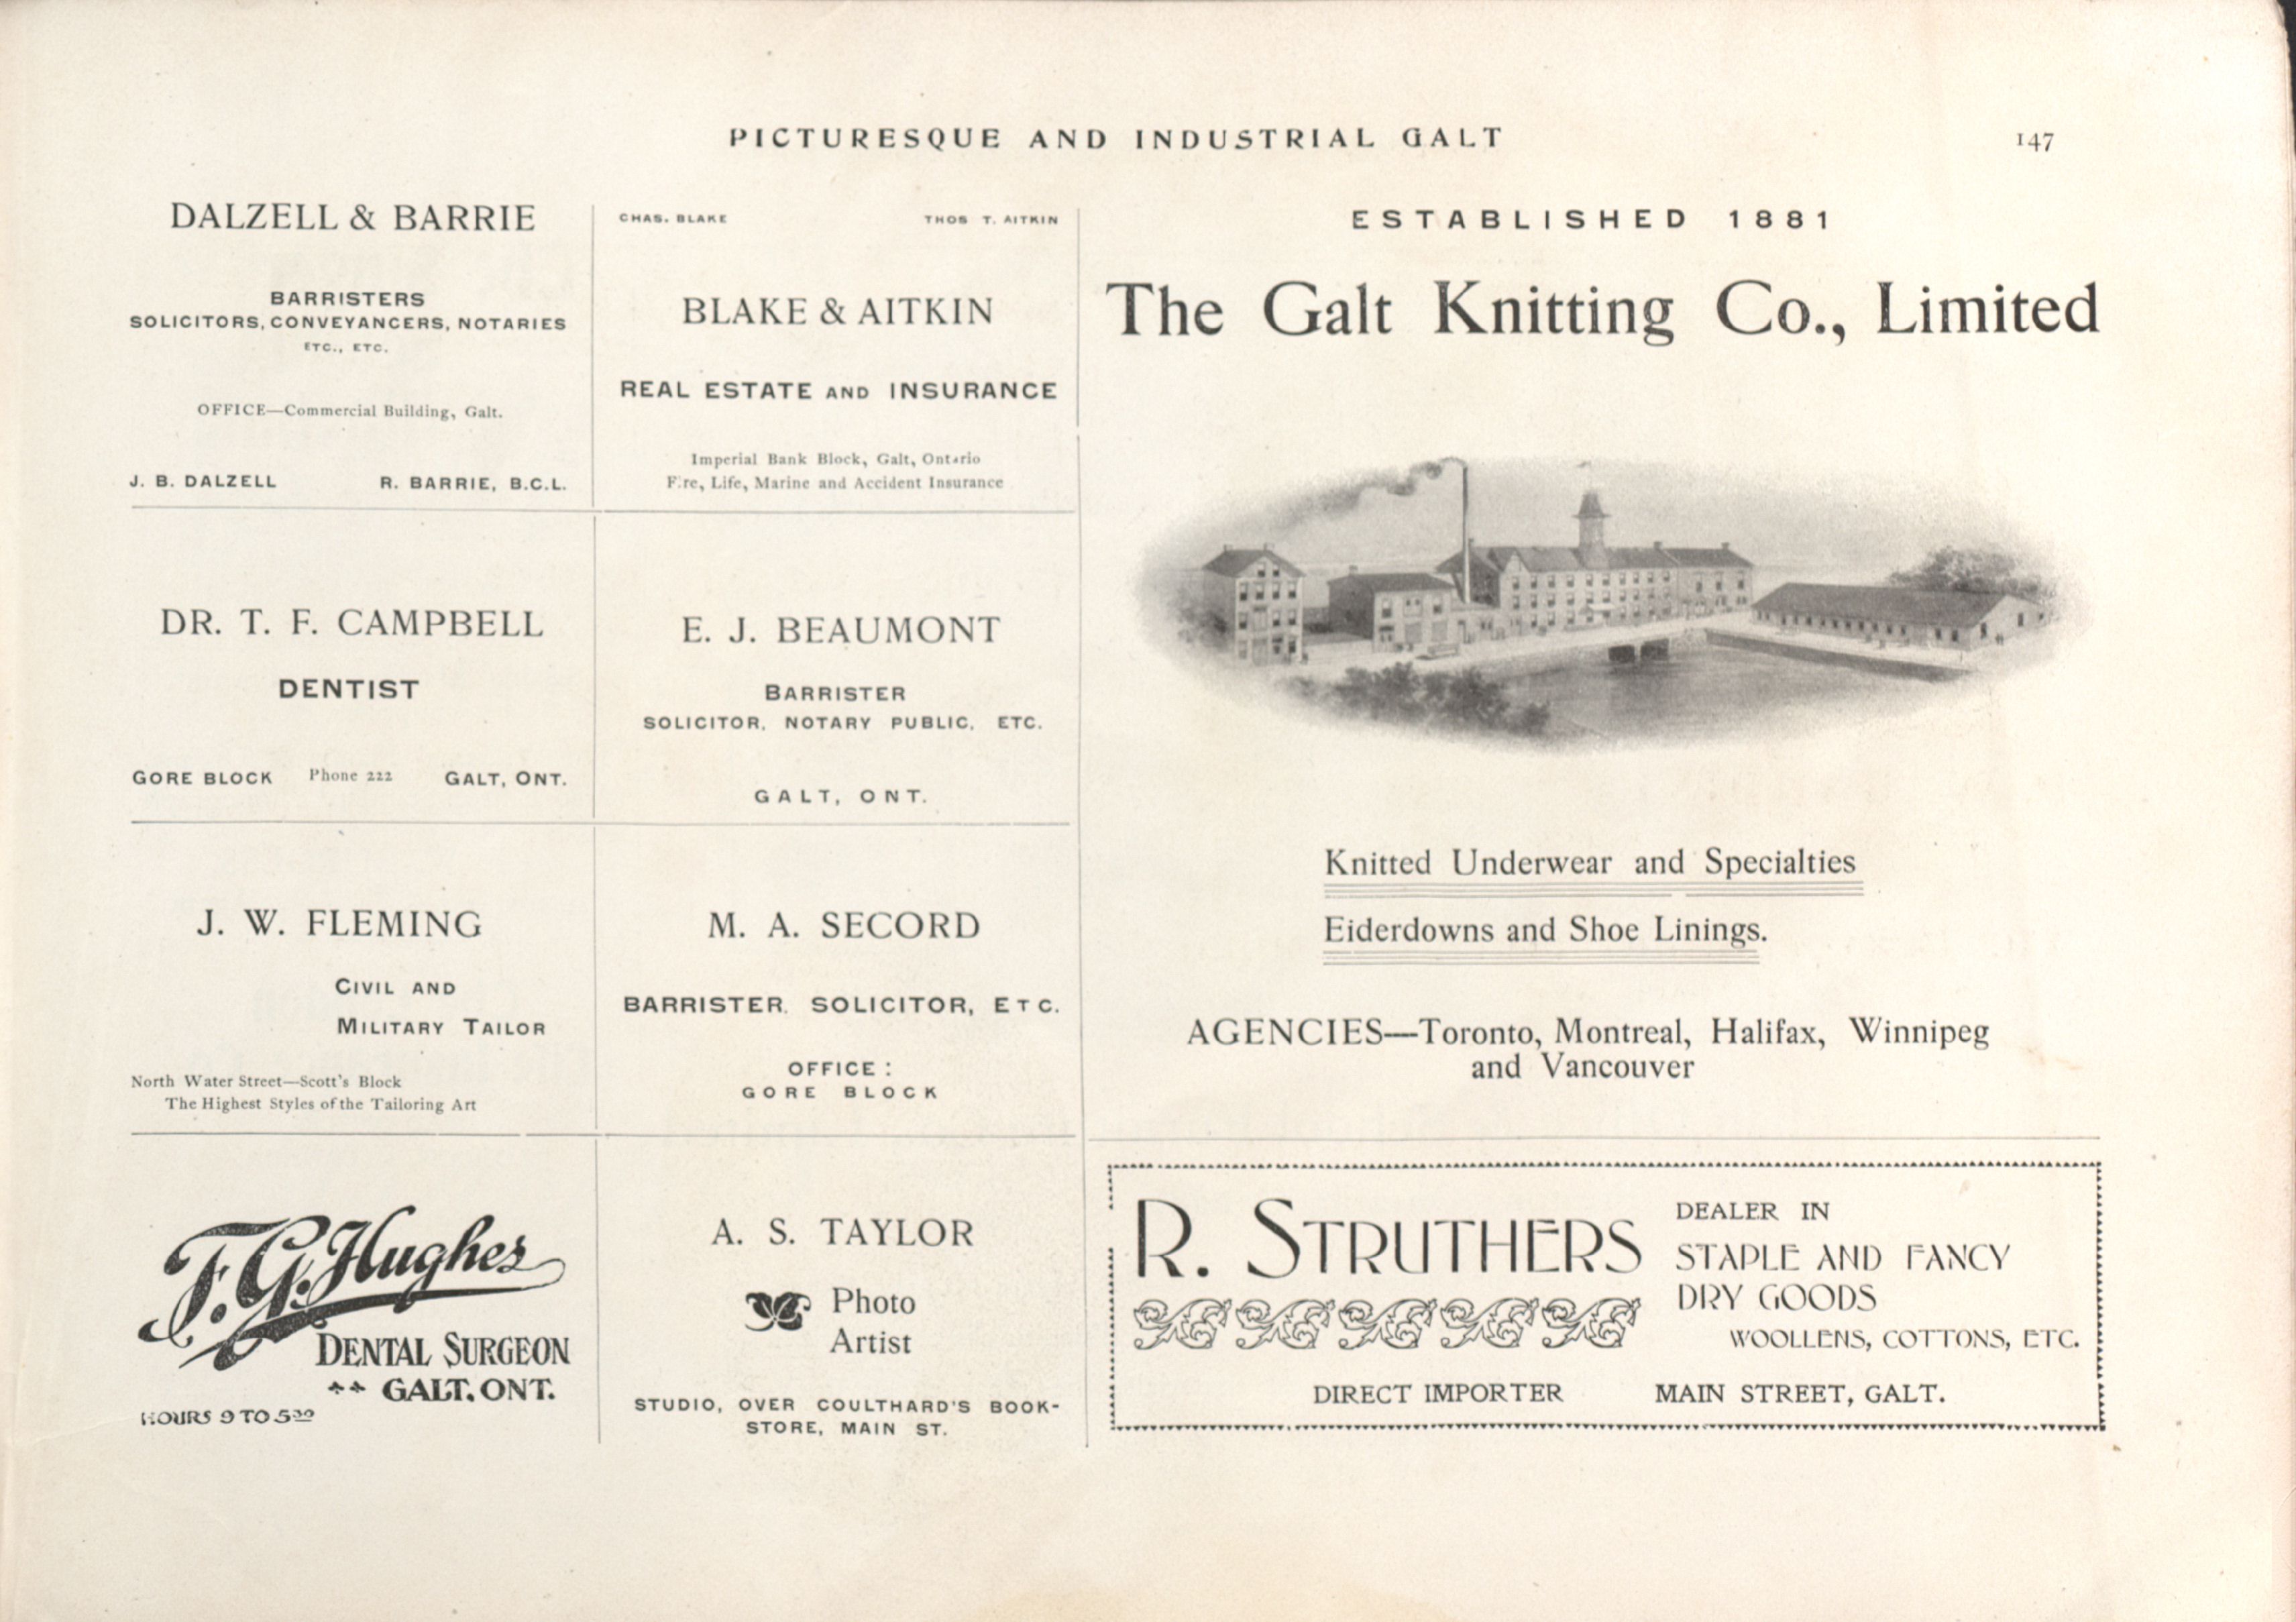 PICTURESQUE AND INDUSTRIAL GALT
147
DALZELL & BARRIE
BARRISTERS
SOLICITORS, CONVEYANCERS, NOTARIES
ETC., ETC.
OFFICE—Commercial Building, Galt.
J. B. DALZELL R. BARRIE, B.C.L.
CHAS. BLAKE THOS T. AITKIN
BLAKE & AITKIN
REAL ESTATE AND INSURANCE
Imperial Bank Block, Galt, Ontario
Fire, Life, Marine and Accident Insurance
DR. T. F. CAMPBELL
DENTIST
GORE BLOCK Phone 222 GALT, ONT.
E. J. BEAUMONT
BARRISTER
SOLICITOR, NOTARY PUBLIC, ETC.
GALT, ONT.
J. W. FLEMING
CIVIL AND
MILITARY TAILOR
North Water Street—Scott's Block
The Highest Styles of the Tailoring Art
M. A. SECORD
BARRISTER, SOLICITOR, ETC.
OFFICE:
GORE BLOCK
F. G. Hughes
DENTAL SURGEON
GALT, ONT.
HOURS 9 TO 5.30
A. S. TAYLOR
Photo
Artist
STUDIO, OVER COULTHARD'S BOOK-
STORE, MAIN ST.
ESTABLISHED 1881
The Galt Knitting Co., Limited
Knitted Underwear and Specialties
Eiderdowns and Shoe Linings.
AGENCIES—Toronto, Montreal, Halifax, Winnipeg
and Vancouver
R. STRUTHERS
DEALER IN
STAPLE AND FANCY
DRY GOODS
WOOLLENS, COTTONS, ETC.
DIRECT IMPORTER MAIN STREET, GALT.